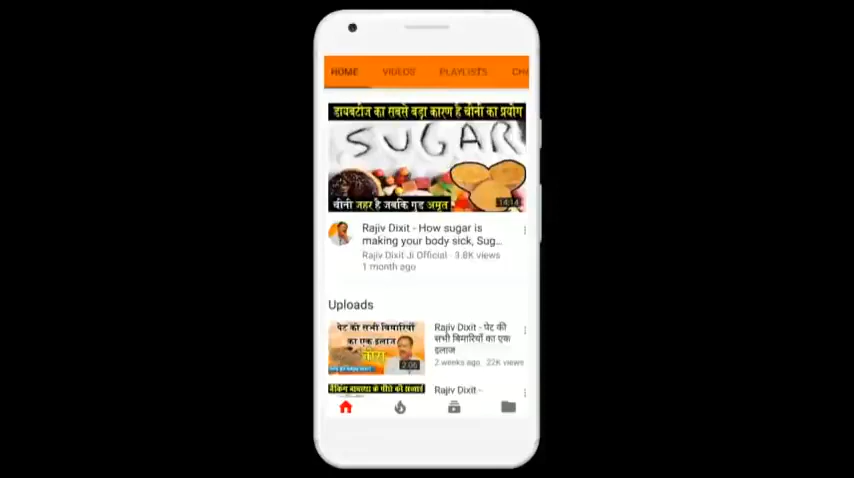 HOME VIDEOS PLAYLISTS CHA
डायबटीज का सबसे बड़ा कारण है चीनी का प्रयोग
SUGAR
चीनी जहर है जबकि गुड अमृत
14:14
Rajiv Dixit - How sugar is
making your body sick, Sug...
Rajiv Dixit Ji Official · 3.8K views
1 month ago
Uploads
पेट की सभी बिमारियों
का एक इलाज
2:06
Rajiv Dixit - पेट की
सभी बिमारियों का एक
इलाज
2 weeks ago 22K views
Rajiv Dixit -